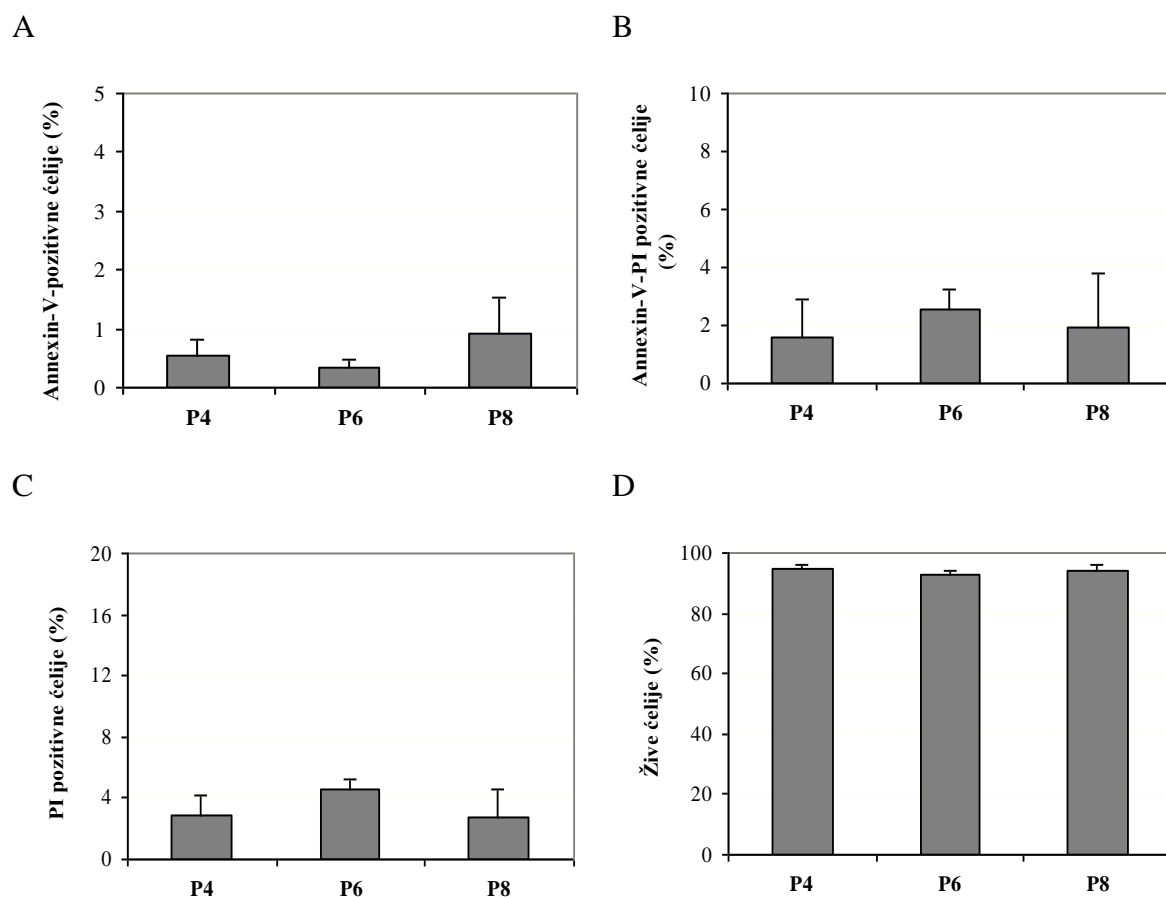 A
Annexin-V-pozitivne ćelije (%)
5
4
3
2
1
0
P4 P6 P8
B
Annexin-V-PI pozitivne ćelije
(%)
10
8
6
4
2
0
P4 P6 P8
C
PI pozitivne ćelije (%)
20
16
12
8
4
0
P4 P6 P8
D
Žive ćelije (%)
100
80
60
40
20
0
P4 P6 P8